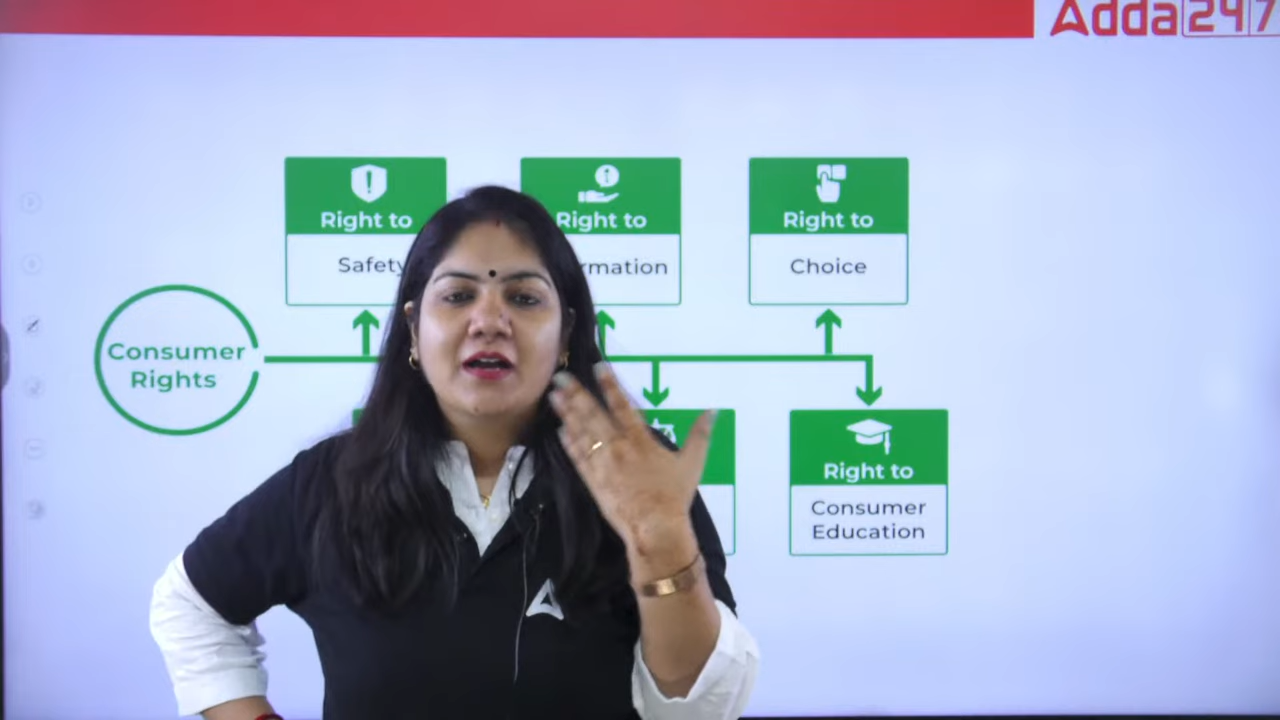 Adda247
Right to
Safety
Right to
rmation
Right to
Choice
Consumer
Rights
Right to
Consumer
Education